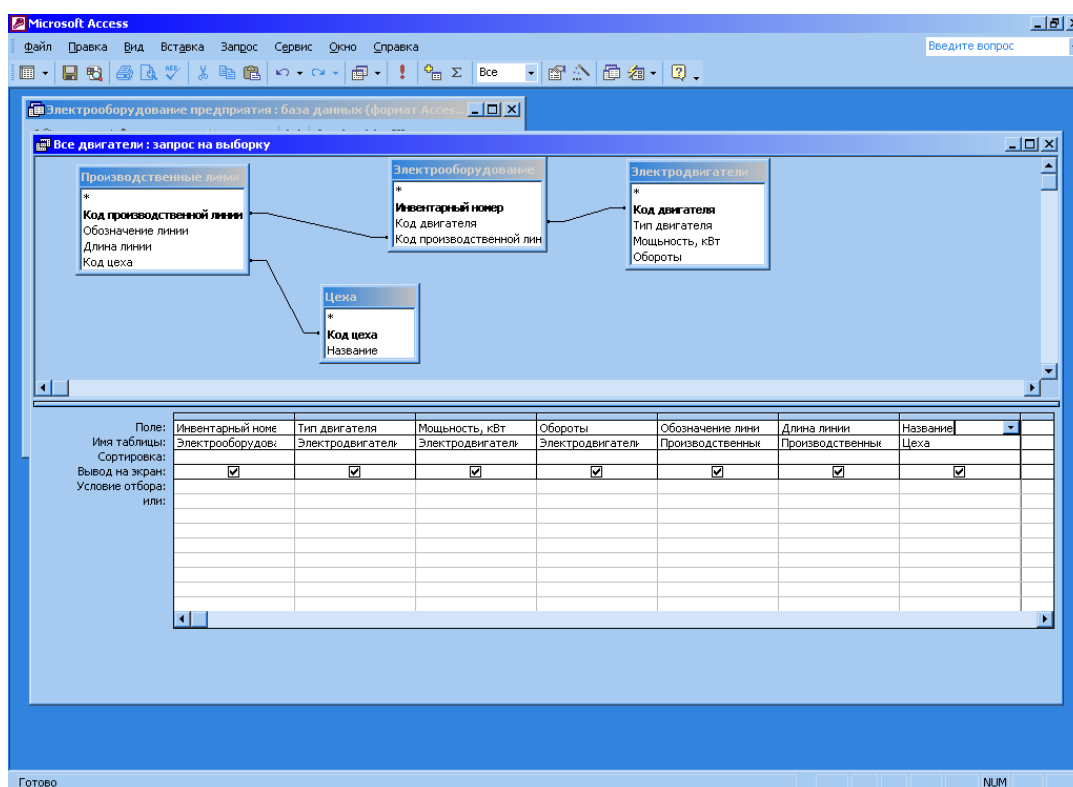 Microsoft Access
Файл Правка Вид Вставка Запрос Сервис Окно Справка
Введите вопрос
Все
Электрооборудование предприятия : база данных (формат Acces...
Все двигатели : запрос на выборку
Производственные линии
*
Код производственной линии
Обозначение линии
Длина линии
Код цеха
Электрооборудование
*
Инвентарный номер
Код двигателя
Код производственной лин
Электродвигатели
*
Код двигателя
Тип двигателя
Мощьность, кВт
Обороты
Цеха
*
Код цеха
Название
Поле: Инвентарный номе Тип двигателя Мощьность, кВт Обороты Обозначение лини Длина линии Название
Имя таблицы: Электрооборудова Электродвигатели Электродвигатели Электродвигатели Производственные Производственные Цеха
Сортировка:
Вывод на экран:
Условие отбора:
или:
Готово
NUM